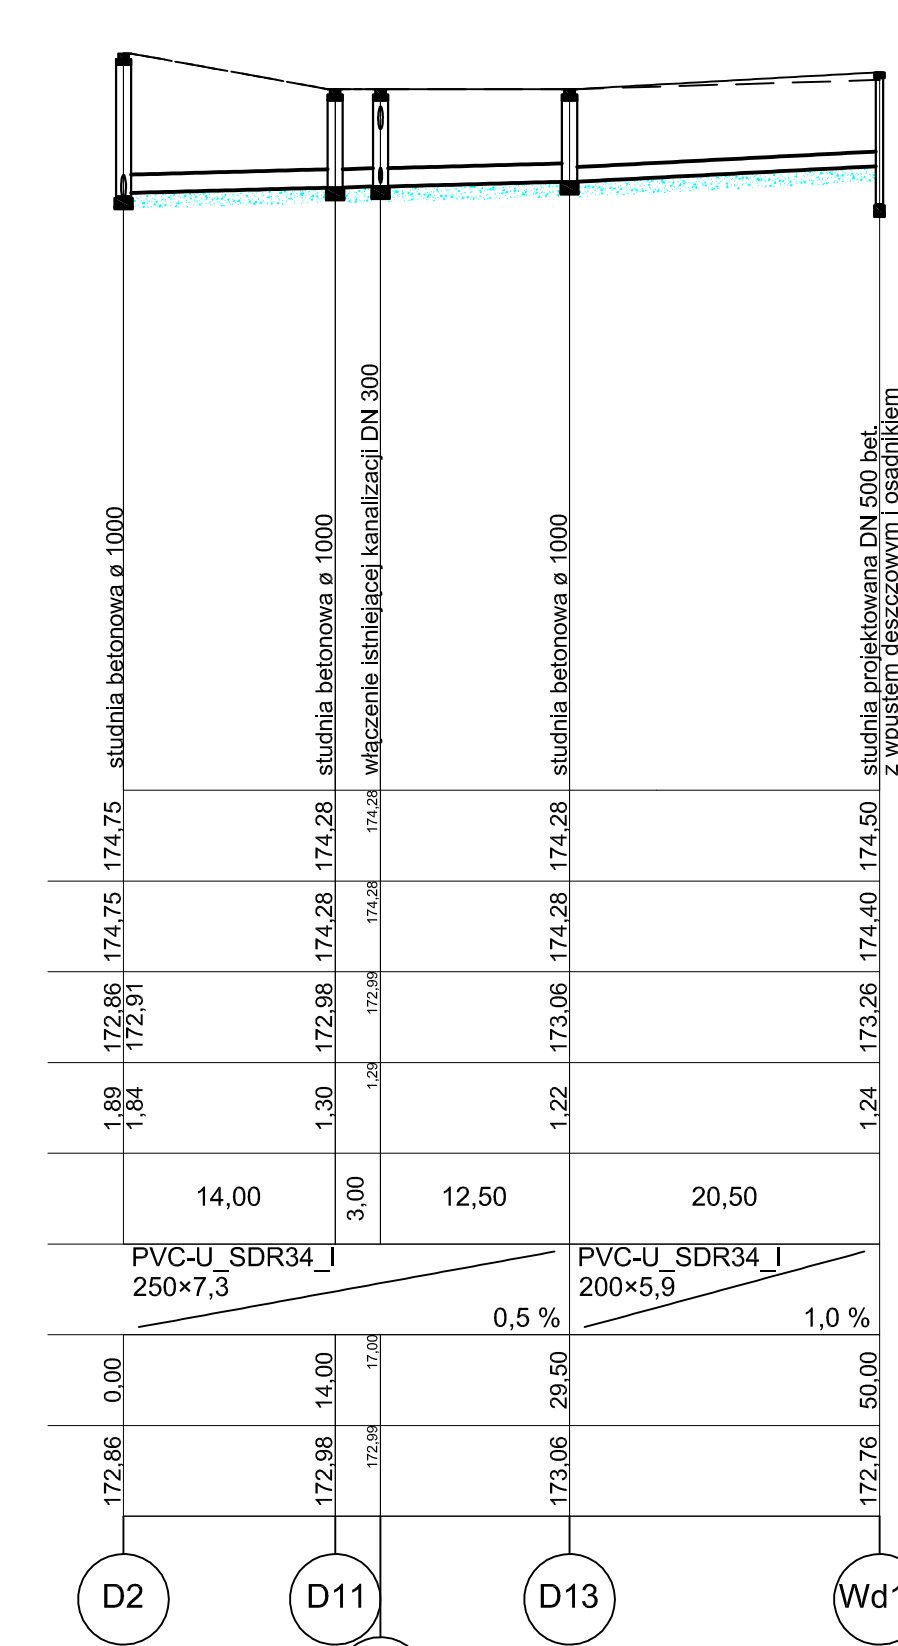 studnia betonowa ø 1000
studnia betonowa ø 1000
włączenie istniejącej kanalizacji DN 300
studnia betonowa ø 1000
studnia projektowana DN 500 bet.
z wpustem deszczowym i osadnikiem
174,75 174,28 174,28 174,28 174,50
174,75 174,28 174,28 174,28 174,40
172,86 172,91 172,98 172,99 173,06 173,26
1,89 1,84 1,30 1,29 1,22 1,24
14,00 3,00 12,50 20,50
PVC-U_SDR34_I PVC-U_SDR34_I
250×7,3 200×5,9
0,5 % 1,0 %
0,00 14,00 17,00 29,50 50,00
172,86 172,98 172,99 173,06 172,76
D2 D11 D13